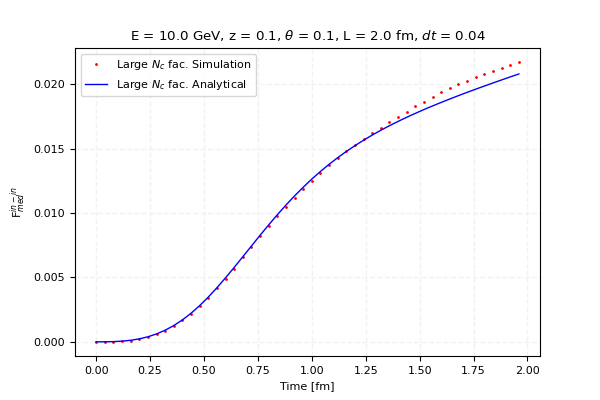 E = 10.0 GeV, z = 0.1, θ = 0.1, L = 2.0 fm, dt = 0.04
Large N_c fac. Simulation
Large N_c fac. Analytical
0.020
0.015
0.010
0.005
0.000
F_{med}^{in-in}
0.00 0.25 0.50 0.75 1.00 1.25 1.50 1.75 2.00
Time [fm]